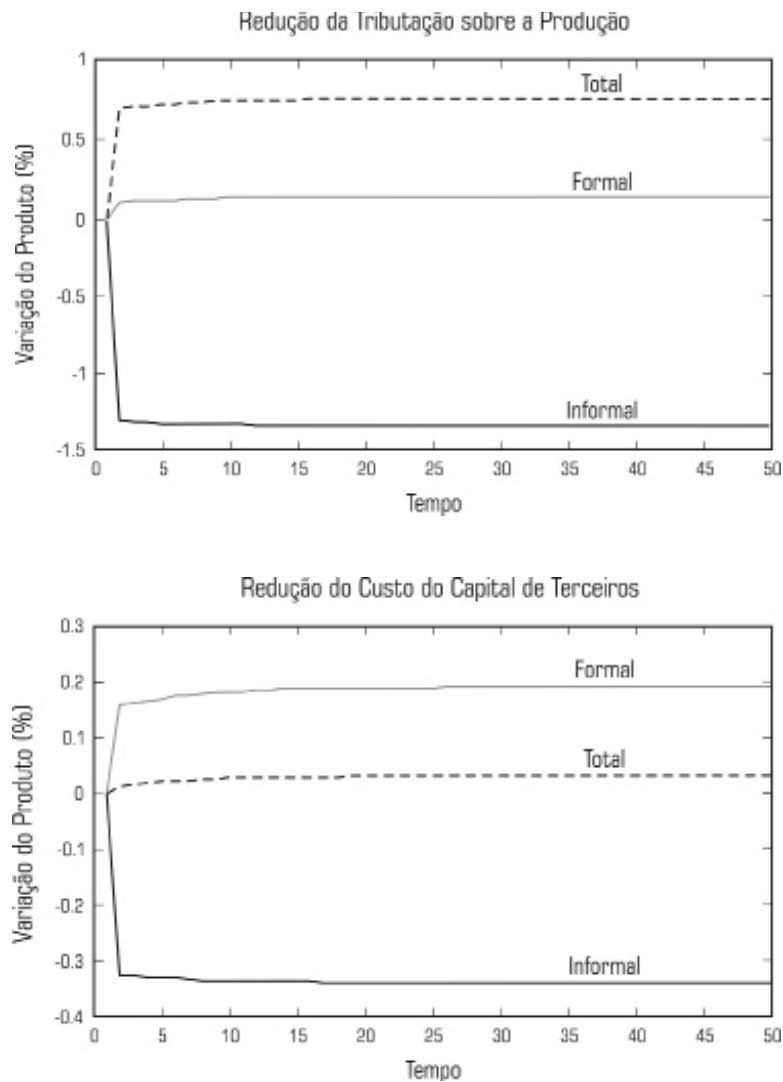 Redução da Tributação sobre a Produção
1
Total
0.5
Formal
0
-0.5
-1
Informal
-1.5
Variação do Produto (%)
0 5 10 15 20 25 30 35 40 45 50
Tempo
Redução do Custo do Capital de Terceiros
0.3
Formal
0.2
0.1
Total
0
-0.1
-0.2
-0.3
Informal
-0.4
Variação do Produto (%)
0 5 10 15 20 25 30 35 40 45 50
Tempo